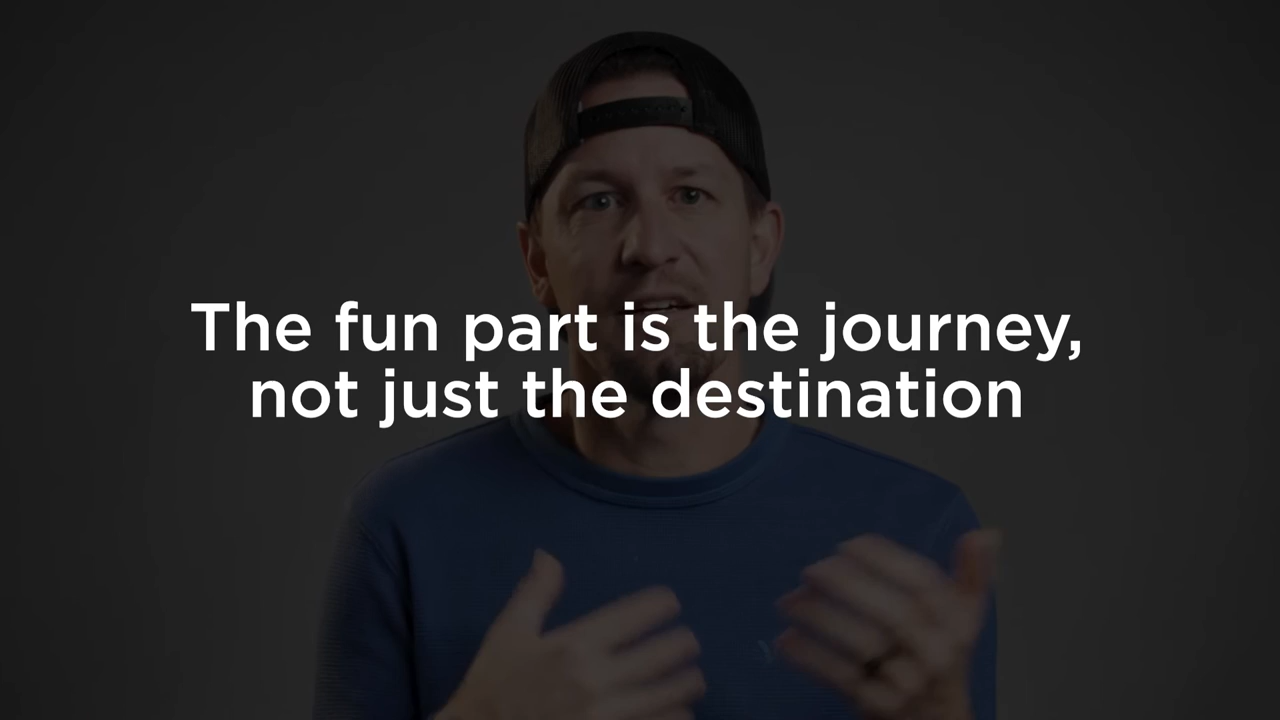 The fun part is the journey,
not just the destination